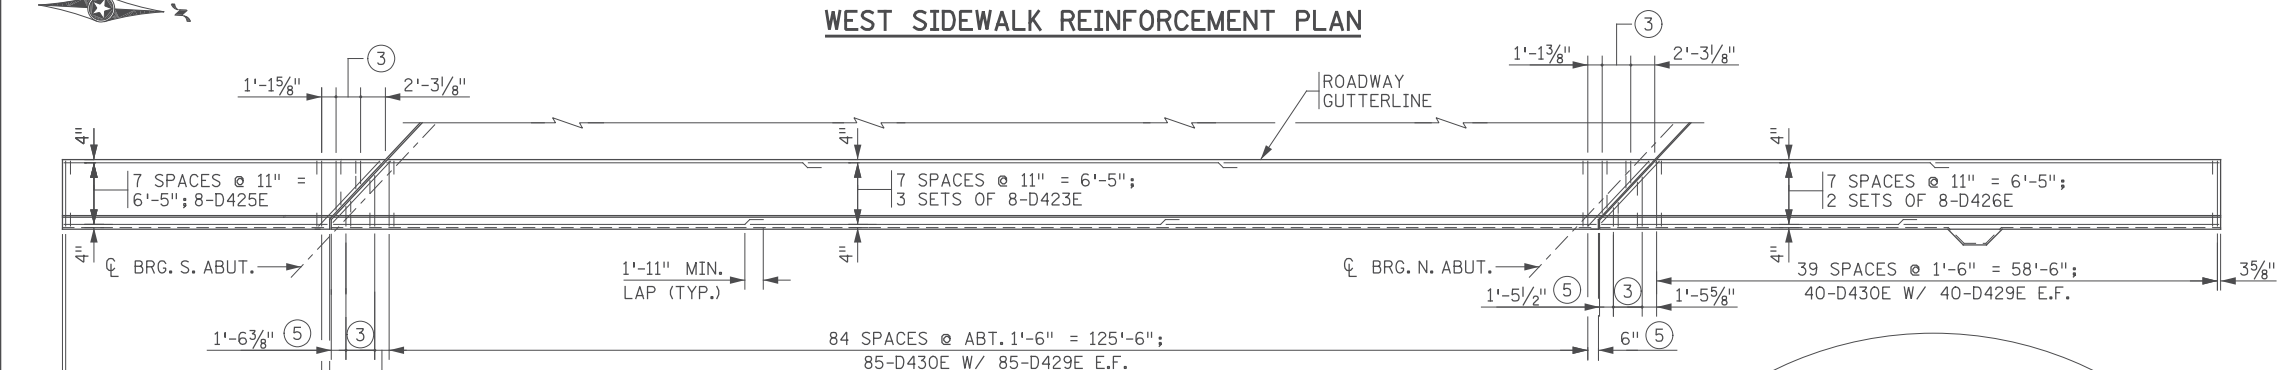 WEST SIDEWALK REINFORCEMENT PLAN
3
3
1'-1⅝"
2'-3⅛"
1'-1⅜"
2'-3⅛"
ROADWAY
GUTTERLINE
4"
4"
4"
7 SPACES @ 11" =
6'-5"; 8-D425E
7 SPACES @ 11" = 6'-5";
3 SETS OF 8-D423E
7 SPACES @ 11" = 6'-5";
2 SETS OF 8-D426E
4"
4"
4"
℄ BRG. S. ABUT.
1'-11" MIN.
LAP (TYP.)
℄ BRG. N. ABUT.
39 SPACES @ 1'-6" = 58'-6";
40-D430E W/ 40-D429E E.F.
3⅝"
1'-5½"
5
3
1'-5⅝"
1'-6⅜"
5
3
84 SPACES @ ABT. 1'-6" = 125'-6";
85-D430E W/ 85-D429E E.F.
6"
5